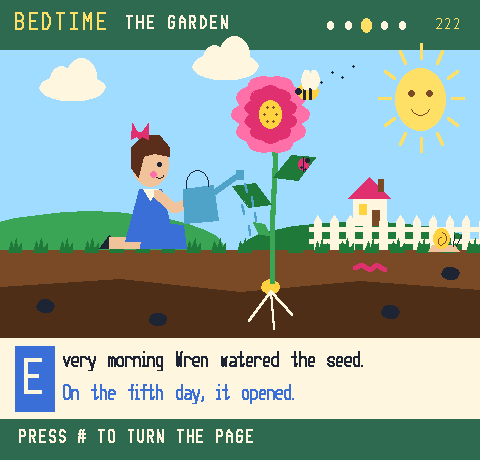 BEDTIME THE GARDEN 222
Every morning Wren watered the seed.
On the fifth day, it opened.
PRESS # TO TURN THE PAGE